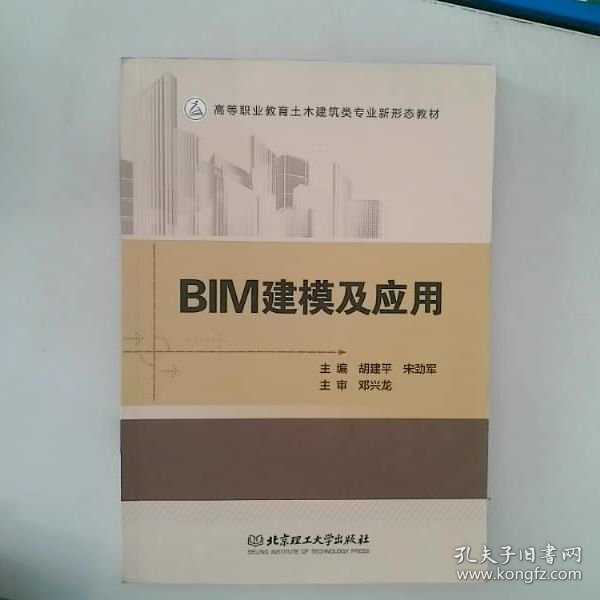 高等职业教育土木建筑类专业新形态教材
BIM建模及应用
主编 胡建平 宋劲军
主审 邓兴龙
北京理工大学出版社
BEIJING INSTITUTE OF TECHNOLOGY PRESS
孔夫子旧书网
www.kongfz.com